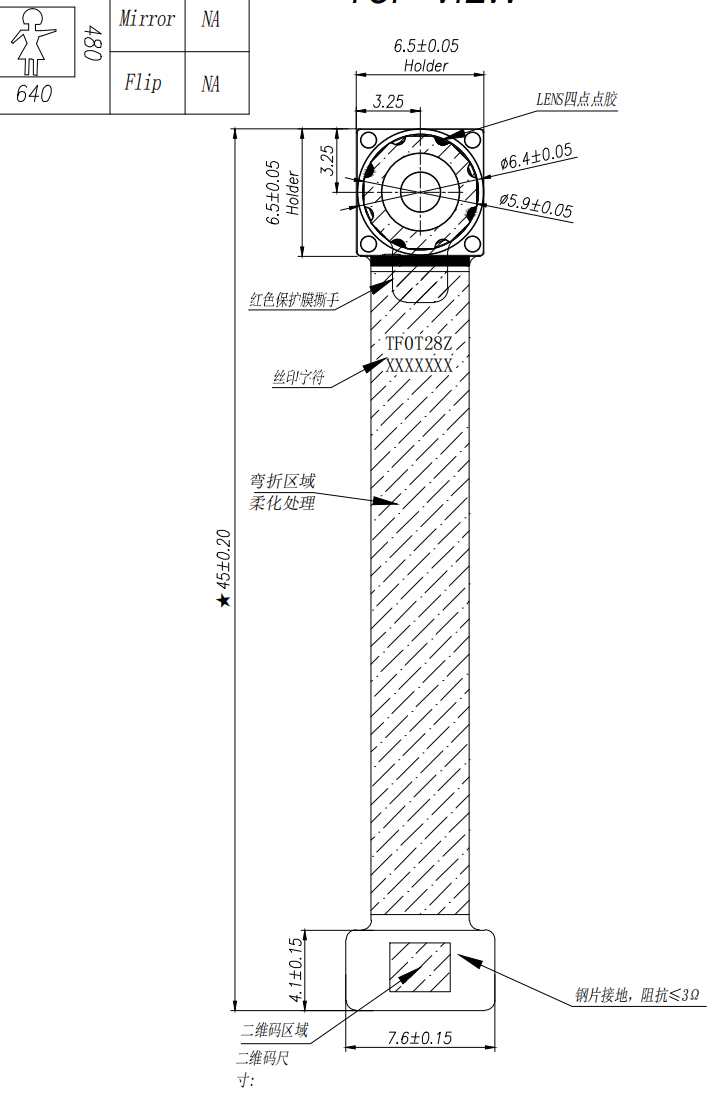 TOP VIEW
Mirror NA
480
Flip NA
640
6.5±0.05
Holder
3.25
LENS四点点胶
6.5±0.05
Holder
3.25
ø6.4±0.05
ø5.9±0.05
红色保护膜撕手
TF0T28Z
XXXXXXX
丝印字符
弯折区域
柔化处理
★ 45±0.20
4.1±0.15
钢片接地，阻抗≤3Ω
二维码区域
7.6±0.15
二维码尺
寸: